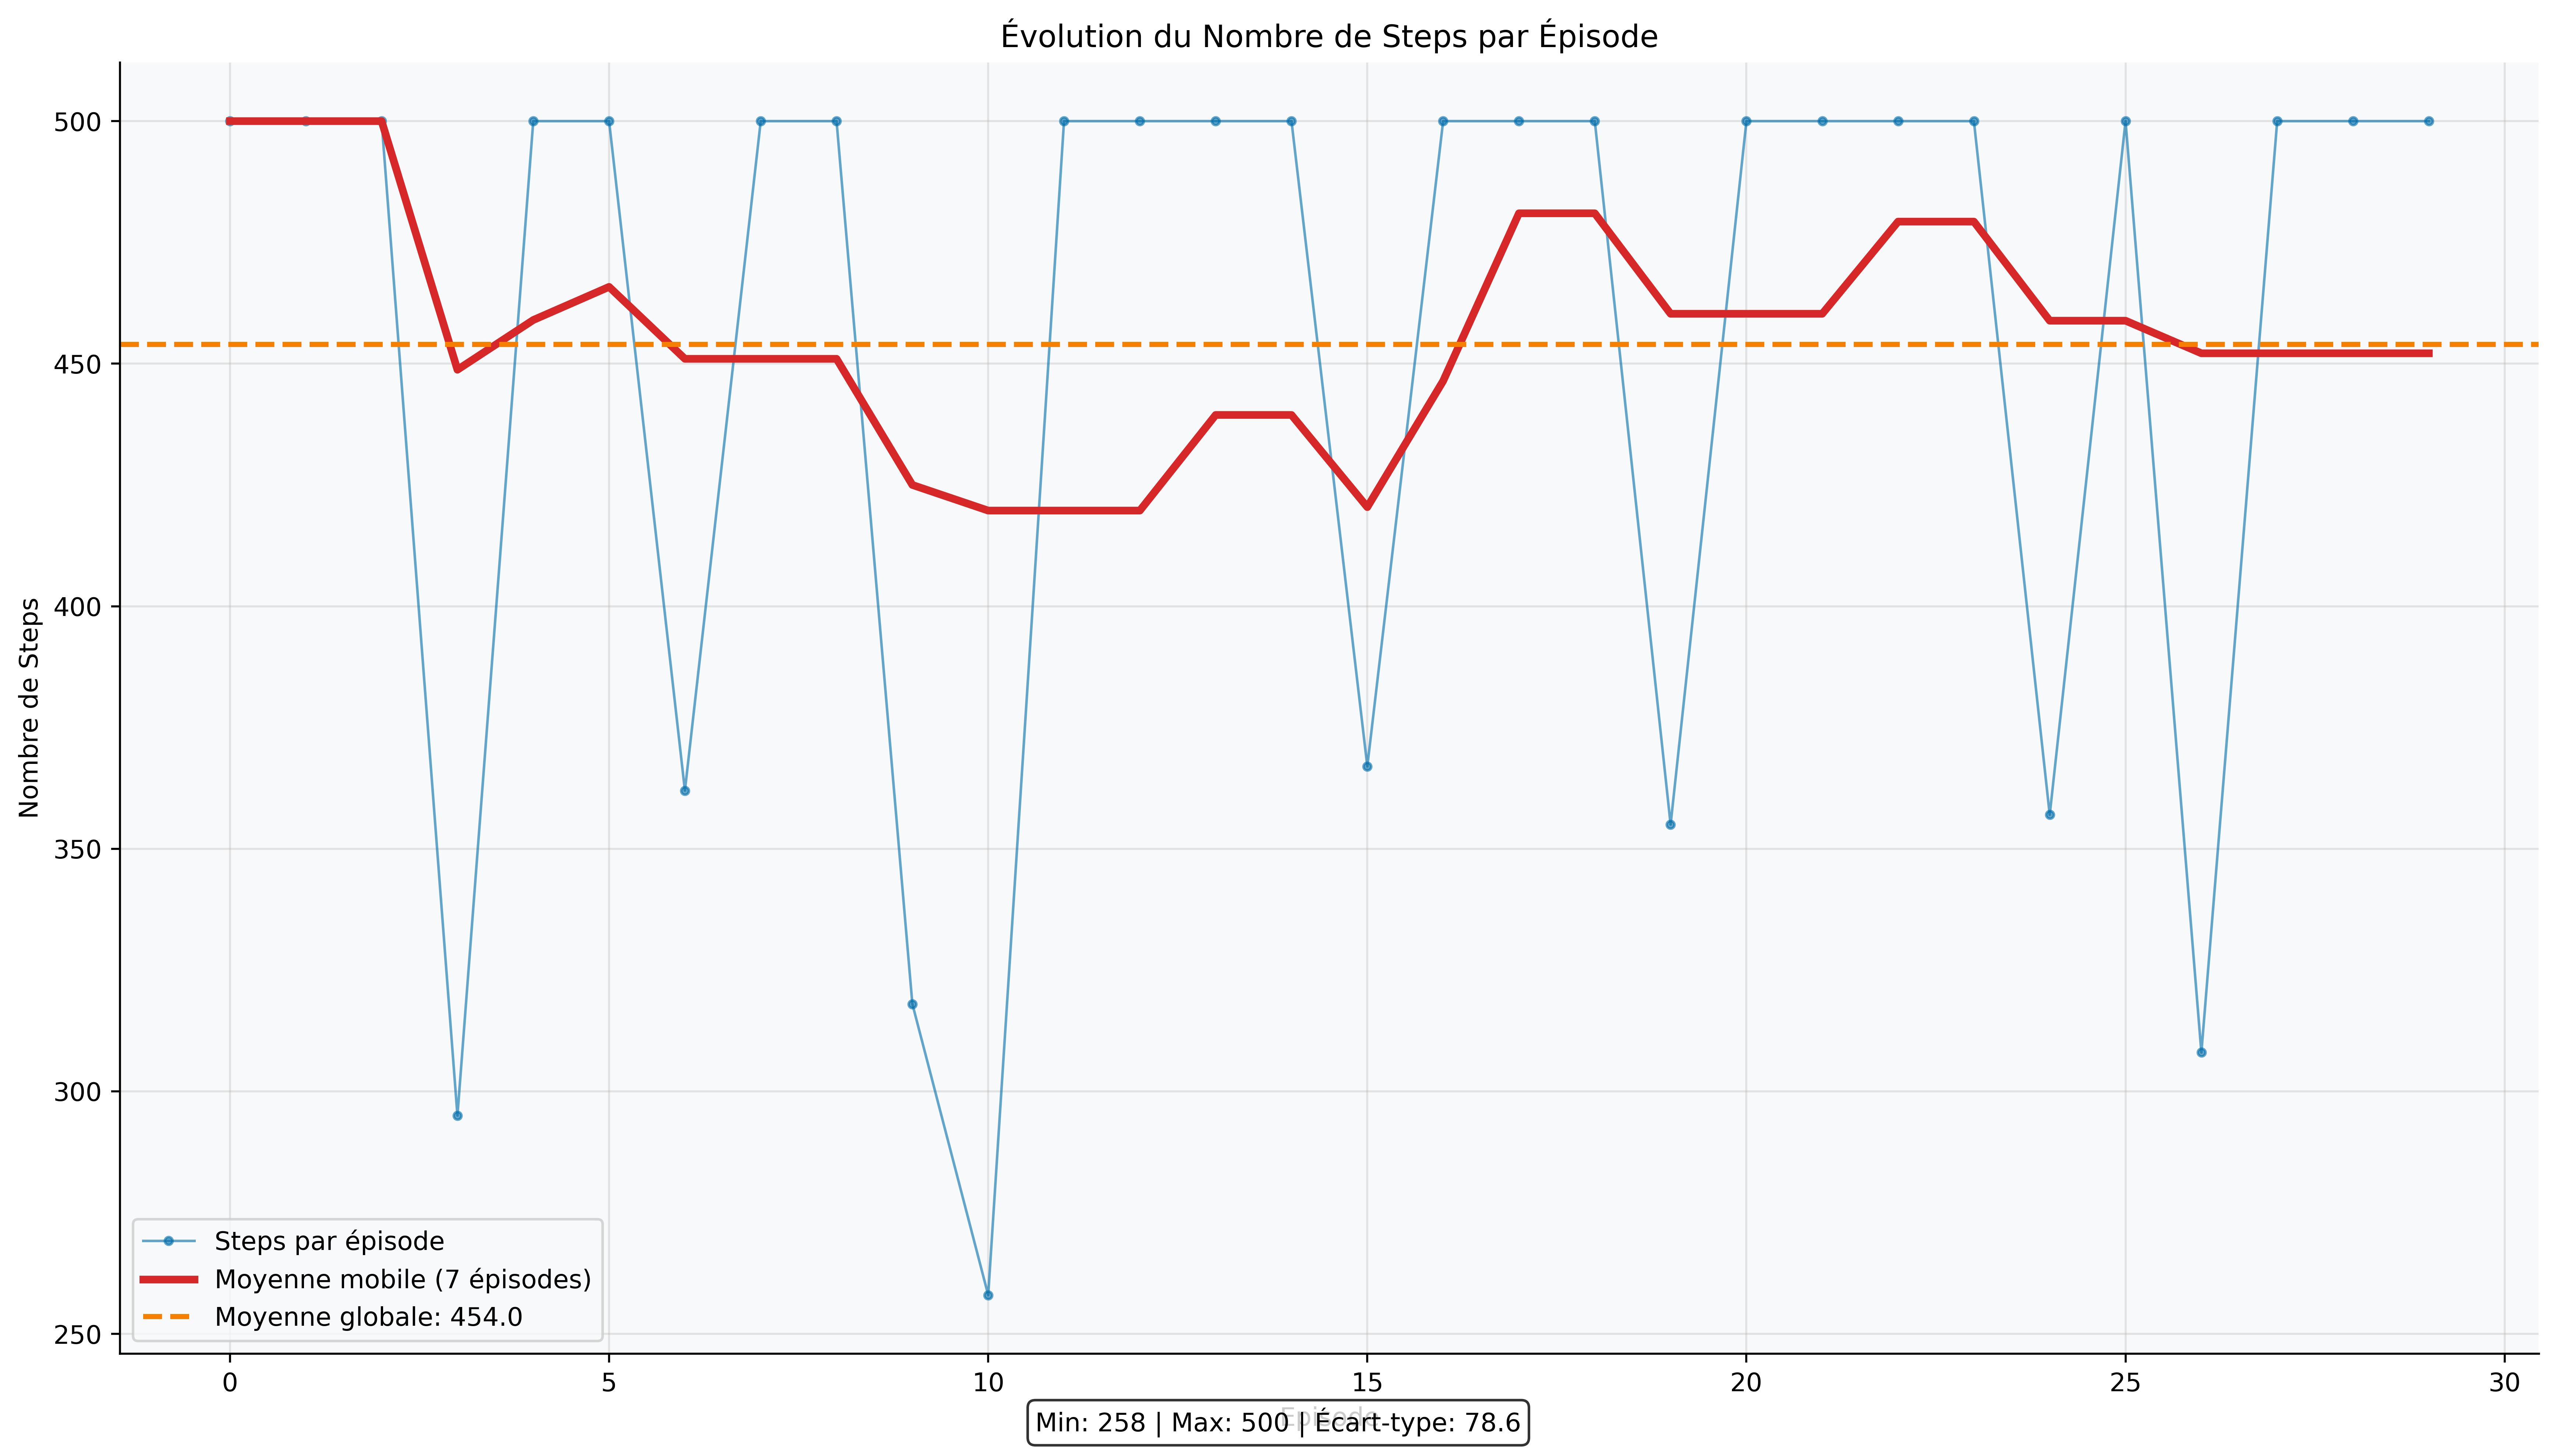 Évolution du Nombre de Steps par Épisode
Nombre de Steps
500
450
400
350
300
250
Steps par épisode
Moyenne mobile (7 épisodes)
Moyenne globale: 454.0
0 5 10 15 20 25 30
Épisode
Min: 258 | Max: 500 | Écart-type: 78.6